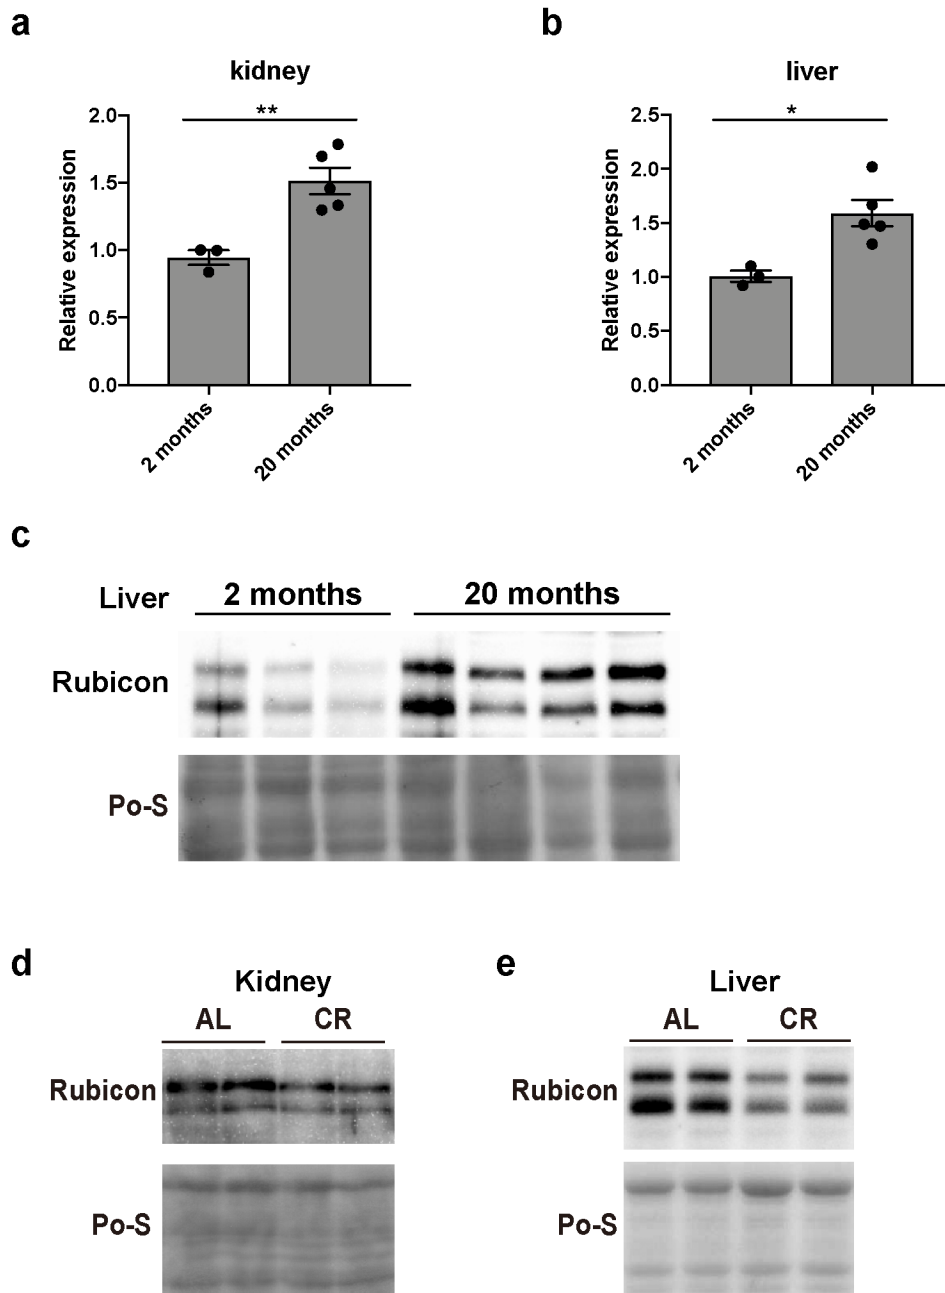 a
kidney
**
Relative expression
2.0
1.5
1.0
0.5
0.0
2 months
20 months
b
liver
*
Relative expression
2.5
2.0
1.5
1.0
0.5
0.0
2 months
20 months
c
Liver
2 months
20 months
Rubicon
Po-S
d
Kidney
AL
CR
Rubicon
Po-S
e
Liver
AL
CR
Rubicon
Po-S